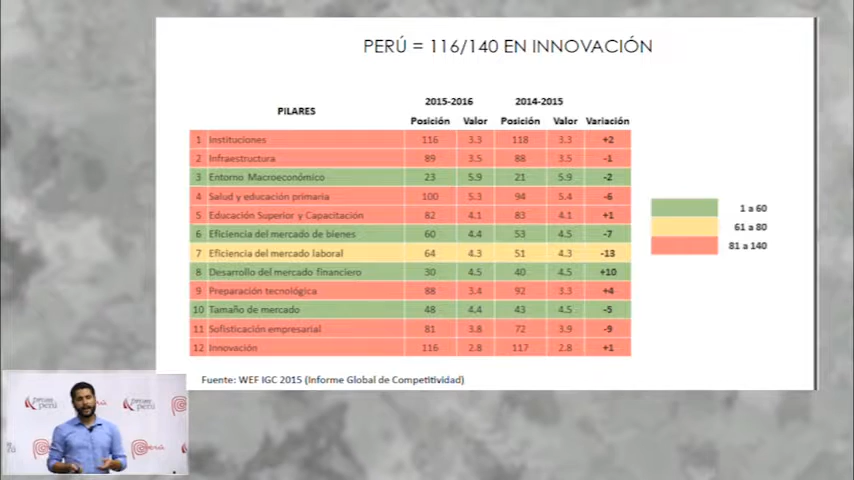 PERÚ = 116/140 EN INNOVACIÓN
2015-2016 2014-2015
PILARES
Posición Valor Posición Valor Variación
1 Instituciones 116 3.3 118 3.3 +2
2 Infraestructura 89 3.5 88 3.5 -1
3 Entorno Macroeconómico 23 5.9 21 5.9 -2
4 Salud y educación primaria 100 5.3 94 5.4 -6
5 Educación Superior y Capacitación 82 4.1 83 4.1 +1
6 Eficiencia del mercado de bienes 60 4.4 53 4.5 -7
7 Eficiencia del mercado laboral 64 4.3 51 4.3 -13
8 Desarrollo del mercado financiero 30 4.5 40 4.5 +10
9 Preparación tecnológica 88 3.4 92 3.3 +4
10 Tamaño de mercado 48 4.4 43 4.5 -5
11 Sofisticación empresarial 81 3.8 72 3.9 -9
12 Innovación 116 2.8 117 2.8 +1
1 a 60
61 a 80
81 a 140
Fuente: WEF IGC 2015 (Informe Global de Competitividad)